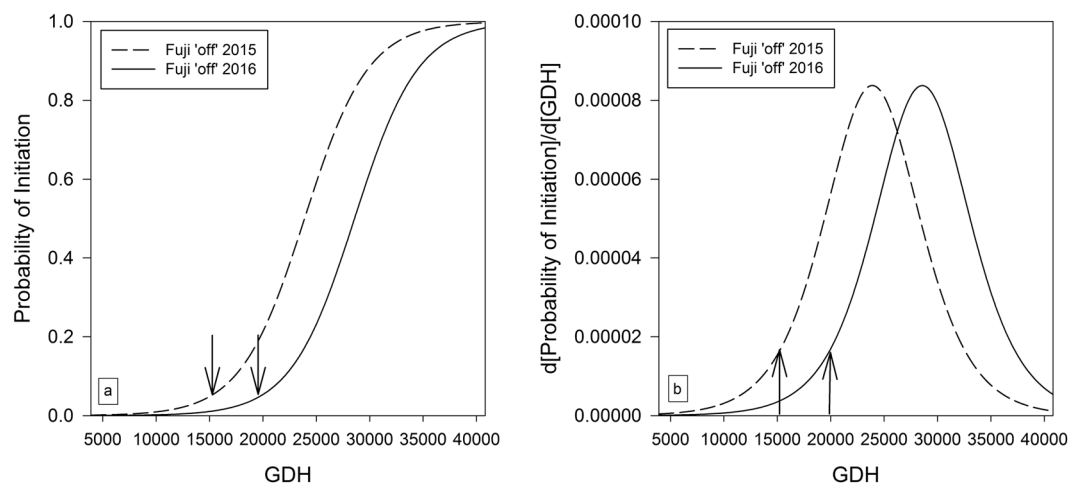 Fuji 'off' 2015
Fuji 'off' 2016
1.0
0.8
0.6
0.4
0.2
0.0
Probability of Initiation
a
5000 10000 15000 20000 25000 30000 35000 40000
GDH
Fuji 'off' 2015
Fuji 'off' 2016
0.00010
0.00008
0.00006
0.00004
0.00002
0.00000
d[Probability of Initiation]/d[GDH]
b
5000 10000 15000 20000 25000 30000 35000 40000
GDH